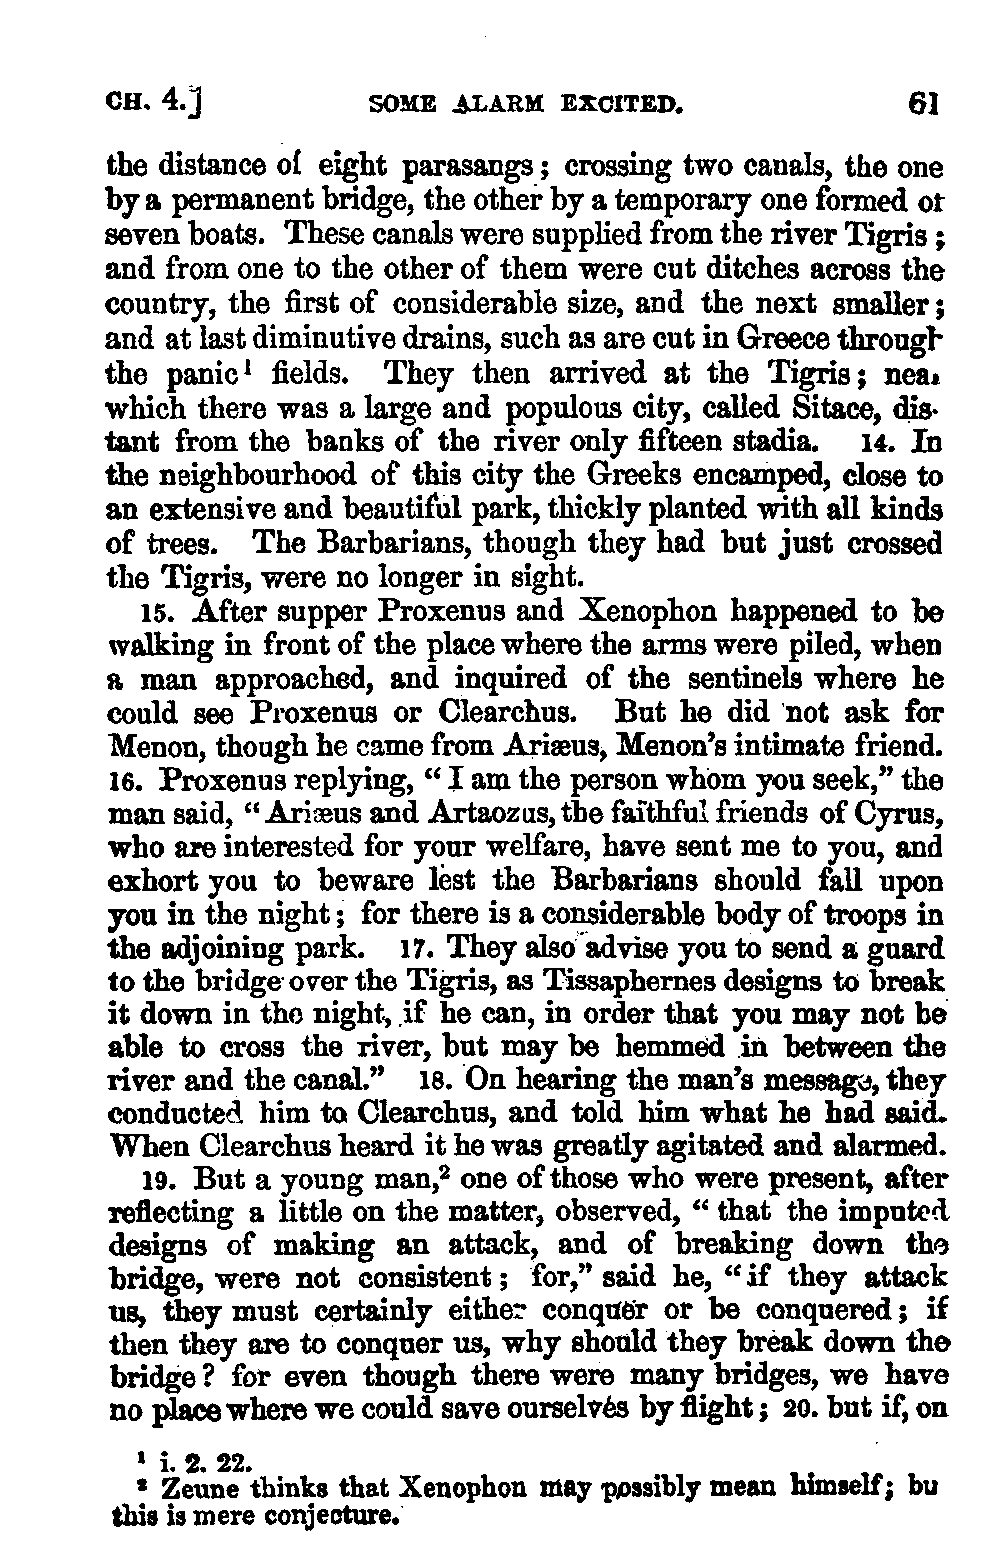 CH. 4.] SOME ALARM EXCITED. 61
the distance of eight parasangs; crossing two canals, the one
by a permanent bridge, the other by a temporary one formed of
seven boats. These canals were supplied from the river Tigris;
and from one to the other of them were cut ditches across the
country, the first of considerable size, and the next smaller;
and at last diminutive drains, such as are cut in Greece through
the panic¹ fields. They then arrived at the Tigris; near
which there was a large and populous city, called Sitace, dis-
tant from the banks of the river only fifteen stadia. 14. In
the neighbourhood of this city the Greeks encamped, close to
an extensive and beautiful park, thickly planted with all kinds
of trees. The Barbarians, though they had but just crossed
the Tigris, were no longer in sight.
15. After supper Proxenus and Xenophon happened to be
walking in front of the place where the arms were piled, when
a man approached, and inquired of the sentinels where he
could see Proxenus or Clearchus. But he did not ask for
Menon, though he came from Ariæus, Menon's intimate friend.
16. Proxenus replying, "I am the person whom you seek," the
man said, "Ariæus and Artaozus, the faithful friends of Cyrus,
who are interested for your welfare, have sent me to you, and
exhort you to beware lest the Barbarians should fall upon
you in the night; for there is a considerable body of troops in
the adjoining park. 17. They also advise you to send a guard
to the bridge over the Tigris, as Tissaphernes designs to break
it down in the night, if he can, in order that you may not be
able to cross the river, but may be hemmed in between the
river and the canal." 18. On hearing the man's message, they
conducted him to Clearchus, and told him what he had said.
When Clearchus heard it he was greatly agitated and alarmed.
19. But a young man,² one of those who were present, after
reflecting a little on the matter, observed, "that the imputed
designs of making an attack, and of breaking down the
bridge, were not consistent; for," said he, "if they attack
us, they must certainly either conquer or be conquered; if
then they are to conquer us, why should they break down the
bridge? for even though there were many bridges, we have
no place where we could save ourselves by flight; 20. but if, on
¹ i. 2. 22.
² Zeune thinks that Xenophon may possibly mean himself; bu
this is mere conjecture.